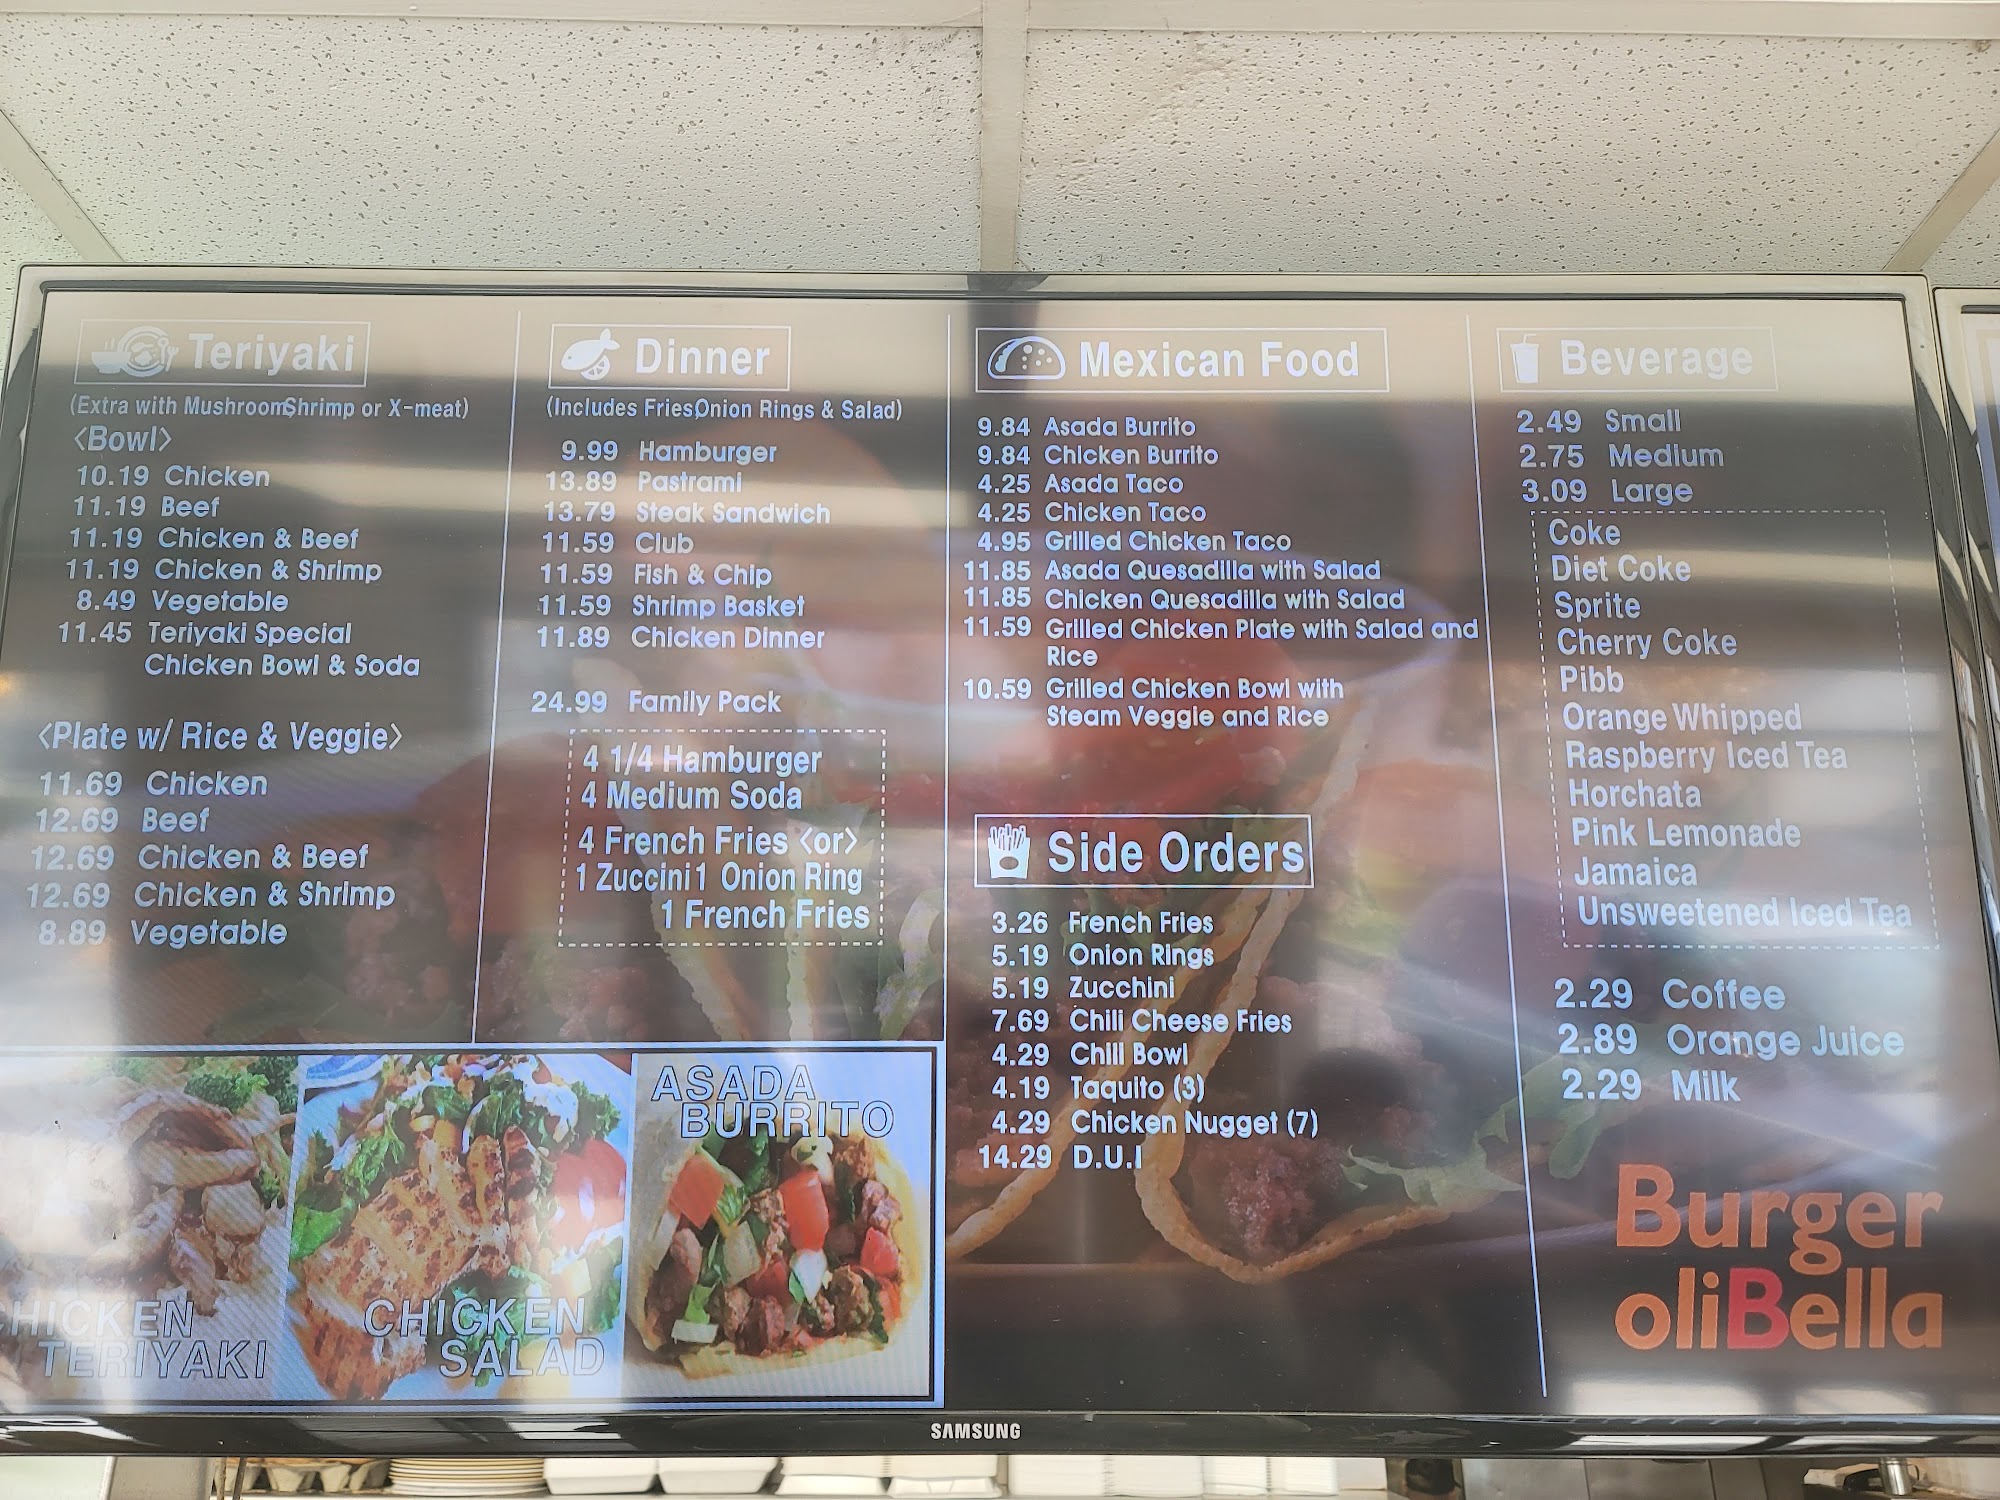 Teriyaki
(Extra with Mushroom,Shrimp or X-meat)
<Bowl>
10.19 Chicken
11.19 Beef
11.19 Chicken & Beef
11.19 Chicken & Shrimp
8.49 Vegetable
11.45 Teriyaki Special
Chicken Bowl & Soda
<Plate w/ Rice & Veggie>
11.69 Chicken
12.69 Beef
12.69 Chicken & Beef
12.69 Chicken & Shrimp
8.89 Vegetable
Dinner
(Includes Fries,Onion Rings & Salad)
9.99 Hamburger
13.89 Pastrami
13.79 Steak Sandwich
11.59 Club
11.59 Fish & Chip
11.59 Shrimp Basket
11.89 Chicken Dinner
24.99 Family Pack
4 1/4 Hamburger
4 Medium Soda
4 French Fries <or>
1 Zuccini 1 Onion Ring
1 French Fries
CHICKEN
TERIYAKI
CHICKEN
SALAD
ASADA
BURRITO
Mexican Food
9.84 Asada Burrito
9.84 Chicken Burrito
4.25 Asada Taco
4.25 Chicken Taco
4.95 Grilled Chicken Taco
11.85 Asada Quesadilla with Salad
11.85 Chicken Quesadilla with Salad
11.59 Grilled Chicken Plate with Salad and
Rice
10.59 Grilled Chicken Bowl with
Steam Veggie and Rice
Side Orders
3.26 French Fries
5.19 Onion Rings
5.19 Zucchini
7.69 Chili Cheese Fries
4.29 Chili Bowl
4.19 Taquito (3)
4.29 Chicken Nugget (7)
14.29 D.U.I
Beverage
2.49 Small
2.75 Medium
3.09 Large
Coke
Diet Coke
Sprite
Cherry Coke
Pibb
Orange Whipped
Raspberry Iced Tea
Horchata
Pink Lemonade
Jamaica
Unsweetened Iced Tea
2.29 Coffee
2.89 Orange Juice
2.29 Milk
Burger
oliBella
SAMSUNG